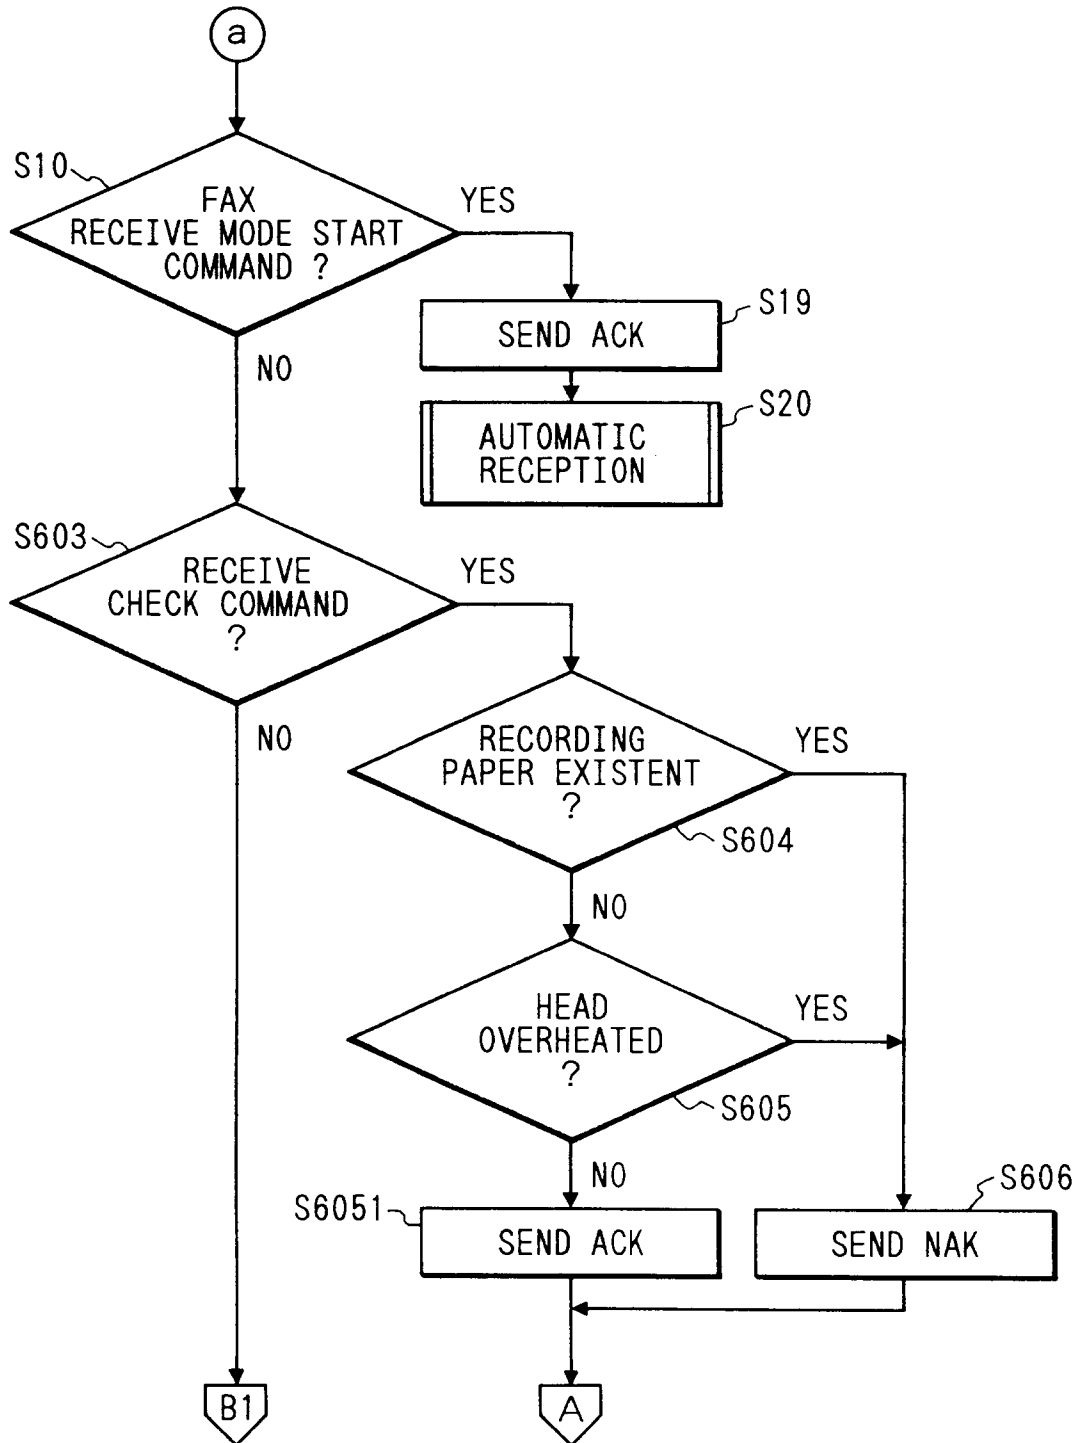 a
S10
FAX
RECEIVE MODE START
COMMAND ?
YES
NO
S19
SEND ACK
S20
AUTOMATIC
RECEPTION
S603
RECEIVE
CHECK COMMAND
?
YES
NO
RECORDING
PAPER EXISTENT
?
YES
S604
NO
HEAD
OVERHEATED
?
YES
S605
NO
S6051
SEND ACK
S606
SEND NAK
B1
A